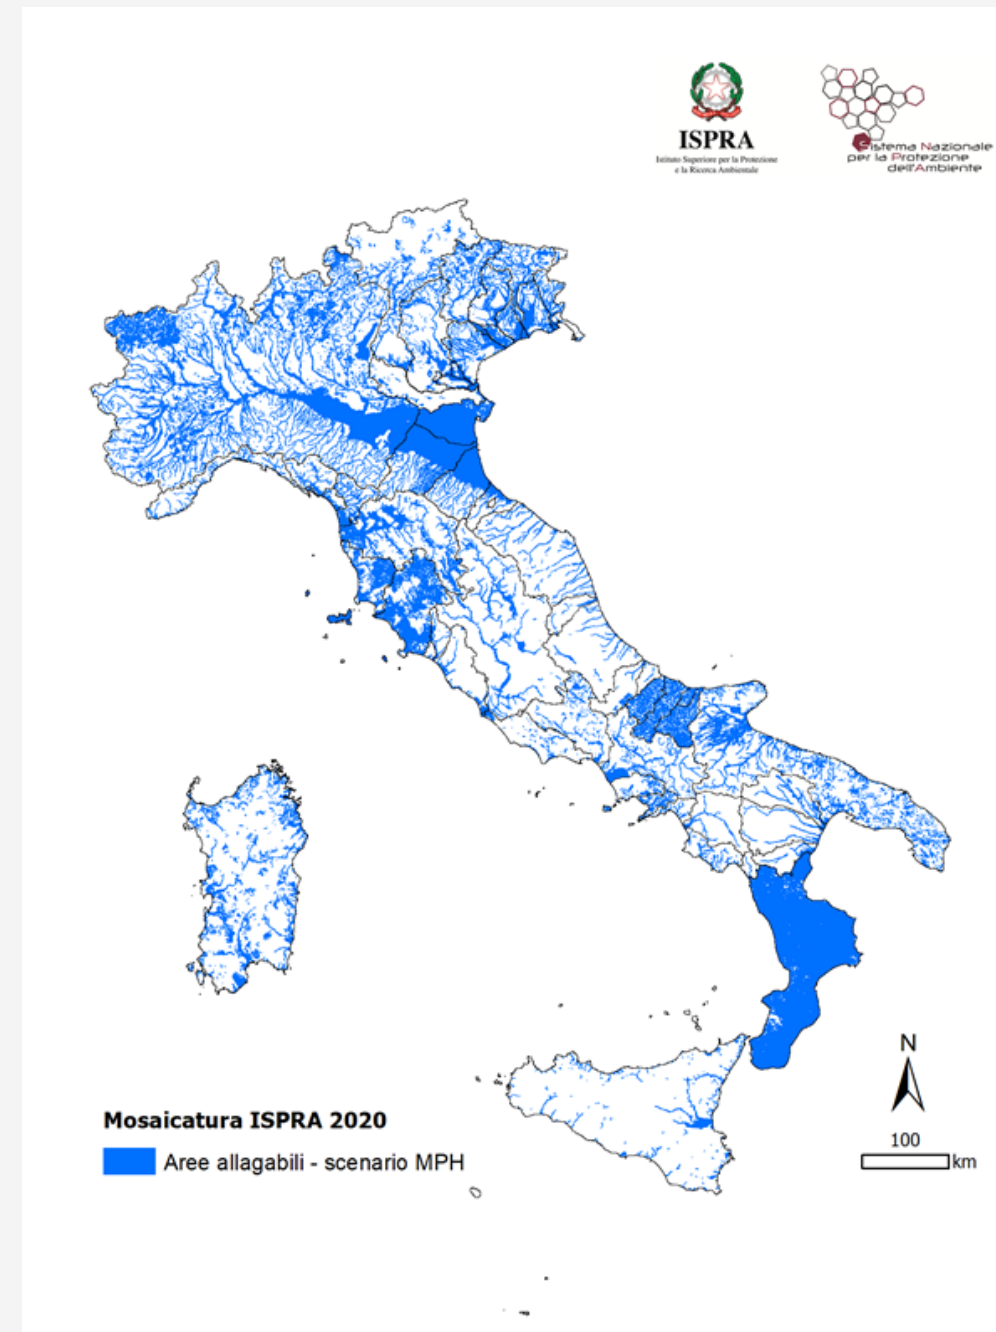 ISPRA
Istituto Superiore per la Protezione
e la Ricerca Ambientale
Sistema Nazionale
per la Protezione
dell'Ambiente
N
100
km
Mosaicatura ISPRA 2020
Aree allagabili - scenario MPH